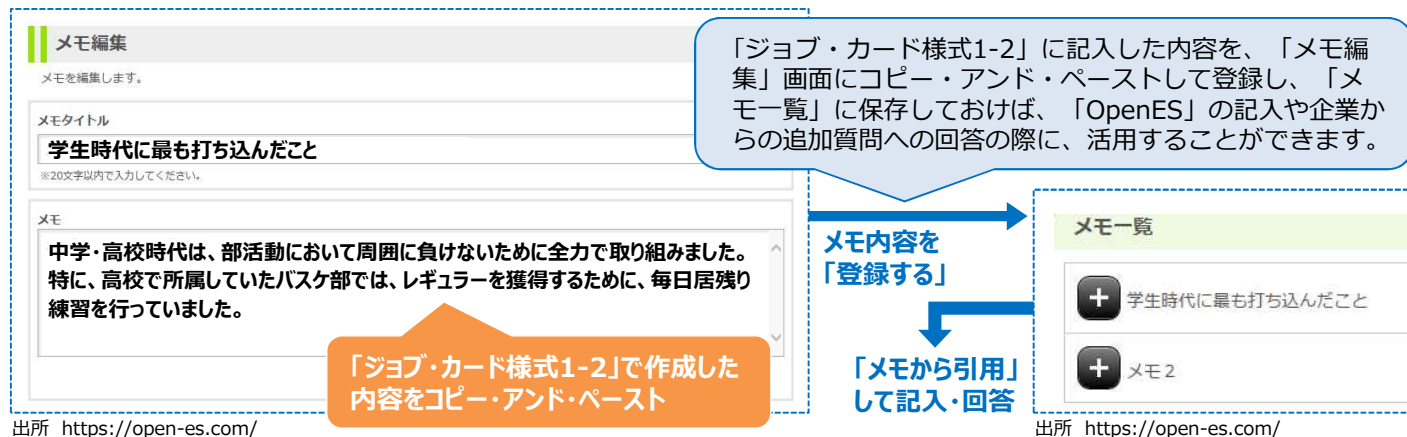 メモ編集
メモを編集します。
メモタイトル
学生時代に最も打ち込んだこと
※20文字以内で入力してください。
メモ
中学・高校時代は、部活動において周囲に負けないために全力で取り組みました。
特に、高校で所属していたバスケ部では、レギュラーを獲得するために、毎日居残り
練習を行っていました。
「ジョブ・カード様式1-2」で作成した
内容をコピー・アンド・ペースト
出所 https://open-es.com/
「ジョブ・カード様式1-2」に記入した内容を、「メモ編
集」画面にコピー・アンド・ペーストして登録し、「メ
モ一覧」に保存しておけば、「OpenES」の記入や企業か
らの追加質問への回答の際に、活用することができます。
メモ内容を
「登録する」
「メモから引用」
して記入・回答
メモ一覧
学生時代に最も打ち込んだこと
メモ2
出所 https://open-es.com/